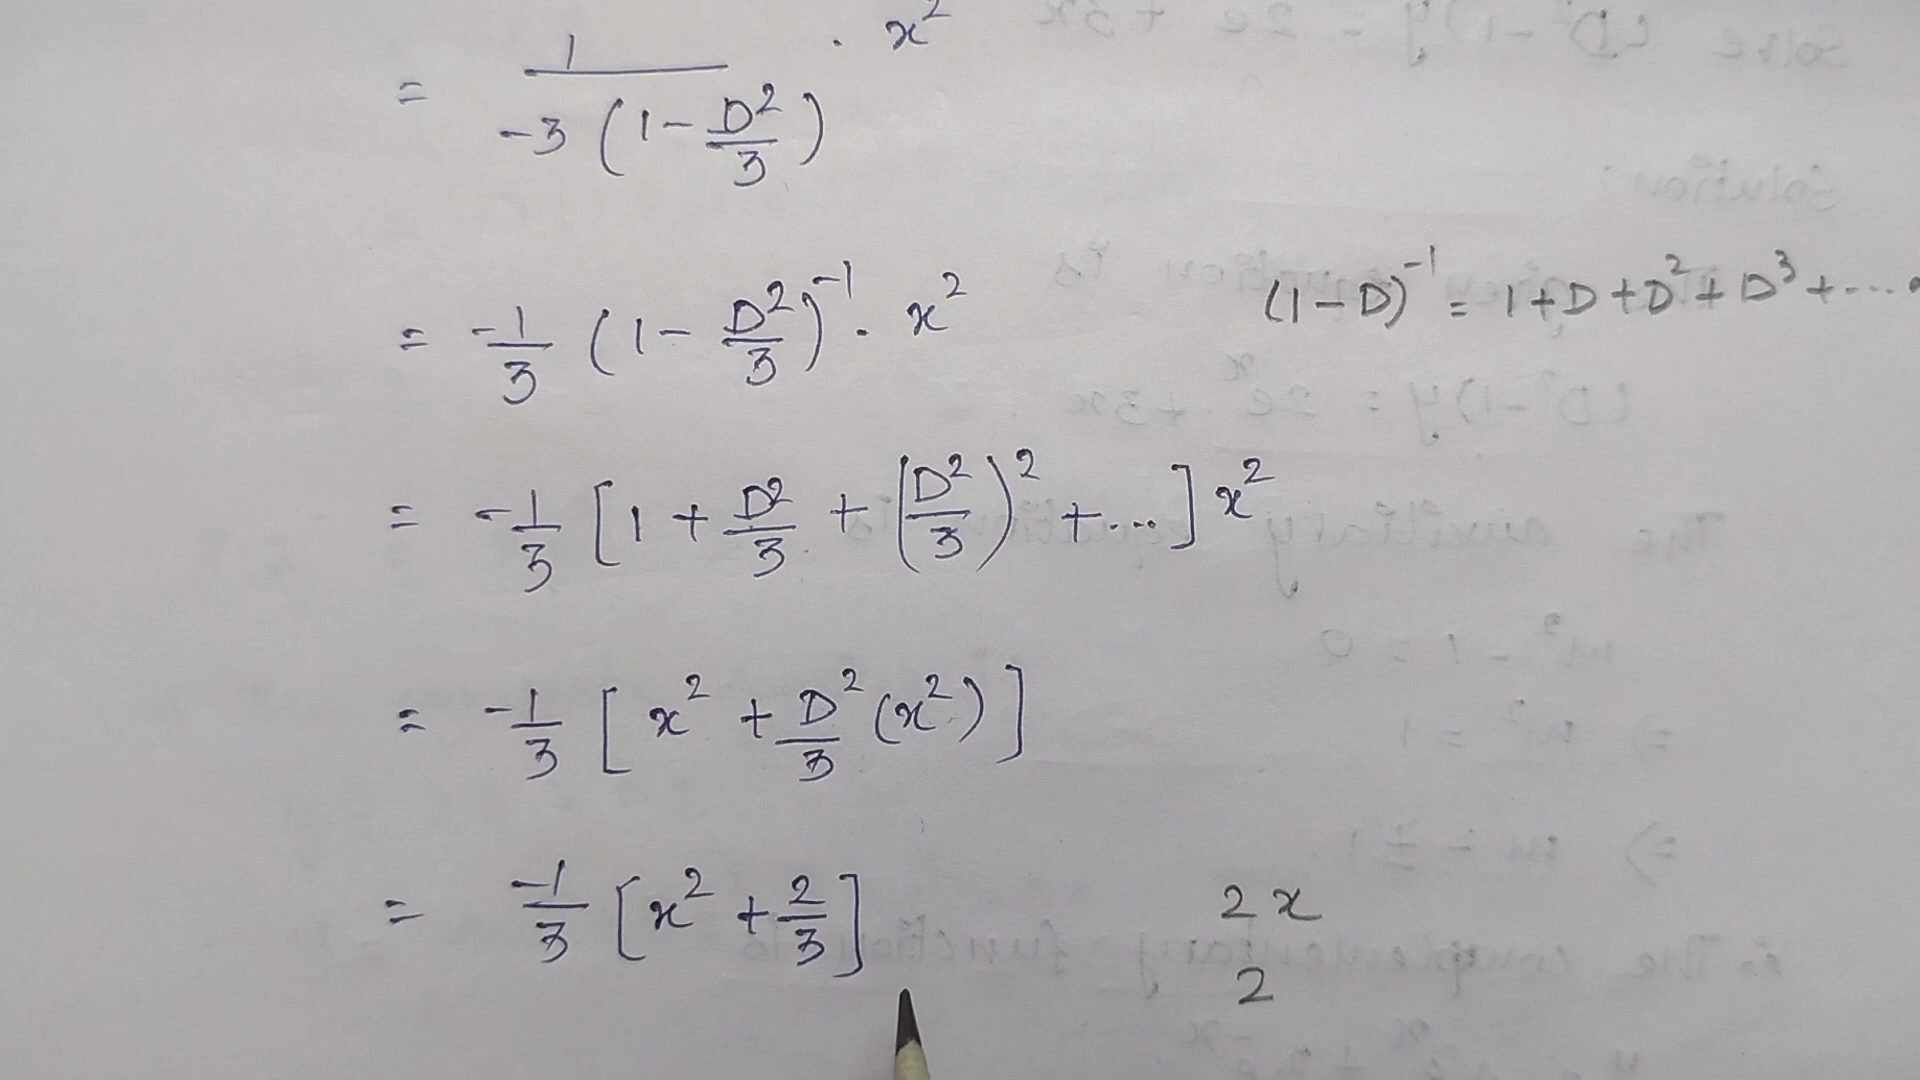 = 1/(-3(1 - D²/3)) · x²
= -1/3 (1 - D²/3)⁻¹ · x²
(1-D)⁻¹ = 1+D+D²+D³+....
= -1/3 [1 + D²/3 + (D²/3)² + ...] x²
= -1/3 [x² + D²/3 (x²)]
= -1/3 [x² + 2/3]
2x
2